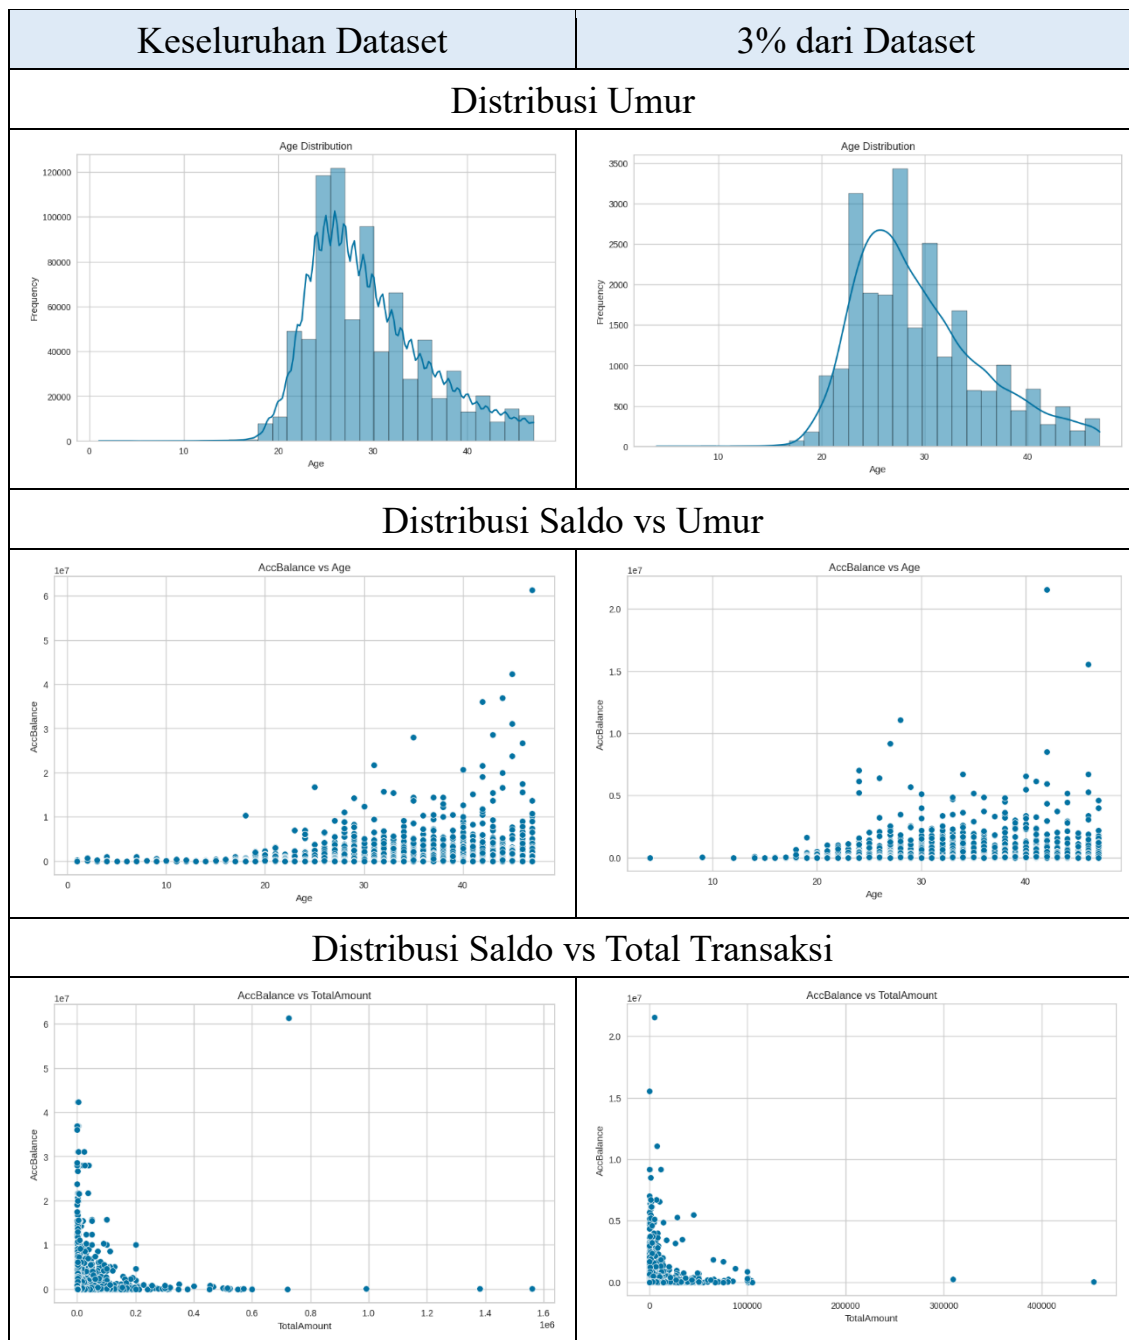 Keseluruhan Dataset
3% dari Dataset
Distribusi Umur
Age Distribution
120000
100000
80000
60000
40000
20000
0
Frequency
0 10 20 30 40
Age
Age Distribution
3500
3000
2500
2000
1500
1000
500
0
Frequency
10 20 30 40
Age
Distribusi Saldo vs Umur
AccBalance vs Age
1e7
6
5
4
3
2
1
0
AccBalance
0 10 20 30 40
Age
AccBalance vs Age
1e7
2.0
1.5
1.0
0.5
0.0
AccBalance
10 20 30 40
Age
Distribusi Saldo vs Total Transaksi
AccBalance vs TotalAmount
1e7
6
5
4
3
2
1
0
AccBalance
0.0 0.2 0.4 0.6 0.8 1.0 1.2 1.4 1.6
1e6
TotalAmount
AccBalance vs TotalAmount
1e7
2.0
1.5
1.0
0.5
0.0
AccBalance
0 100000 200000 300000 400000
TotalAmount